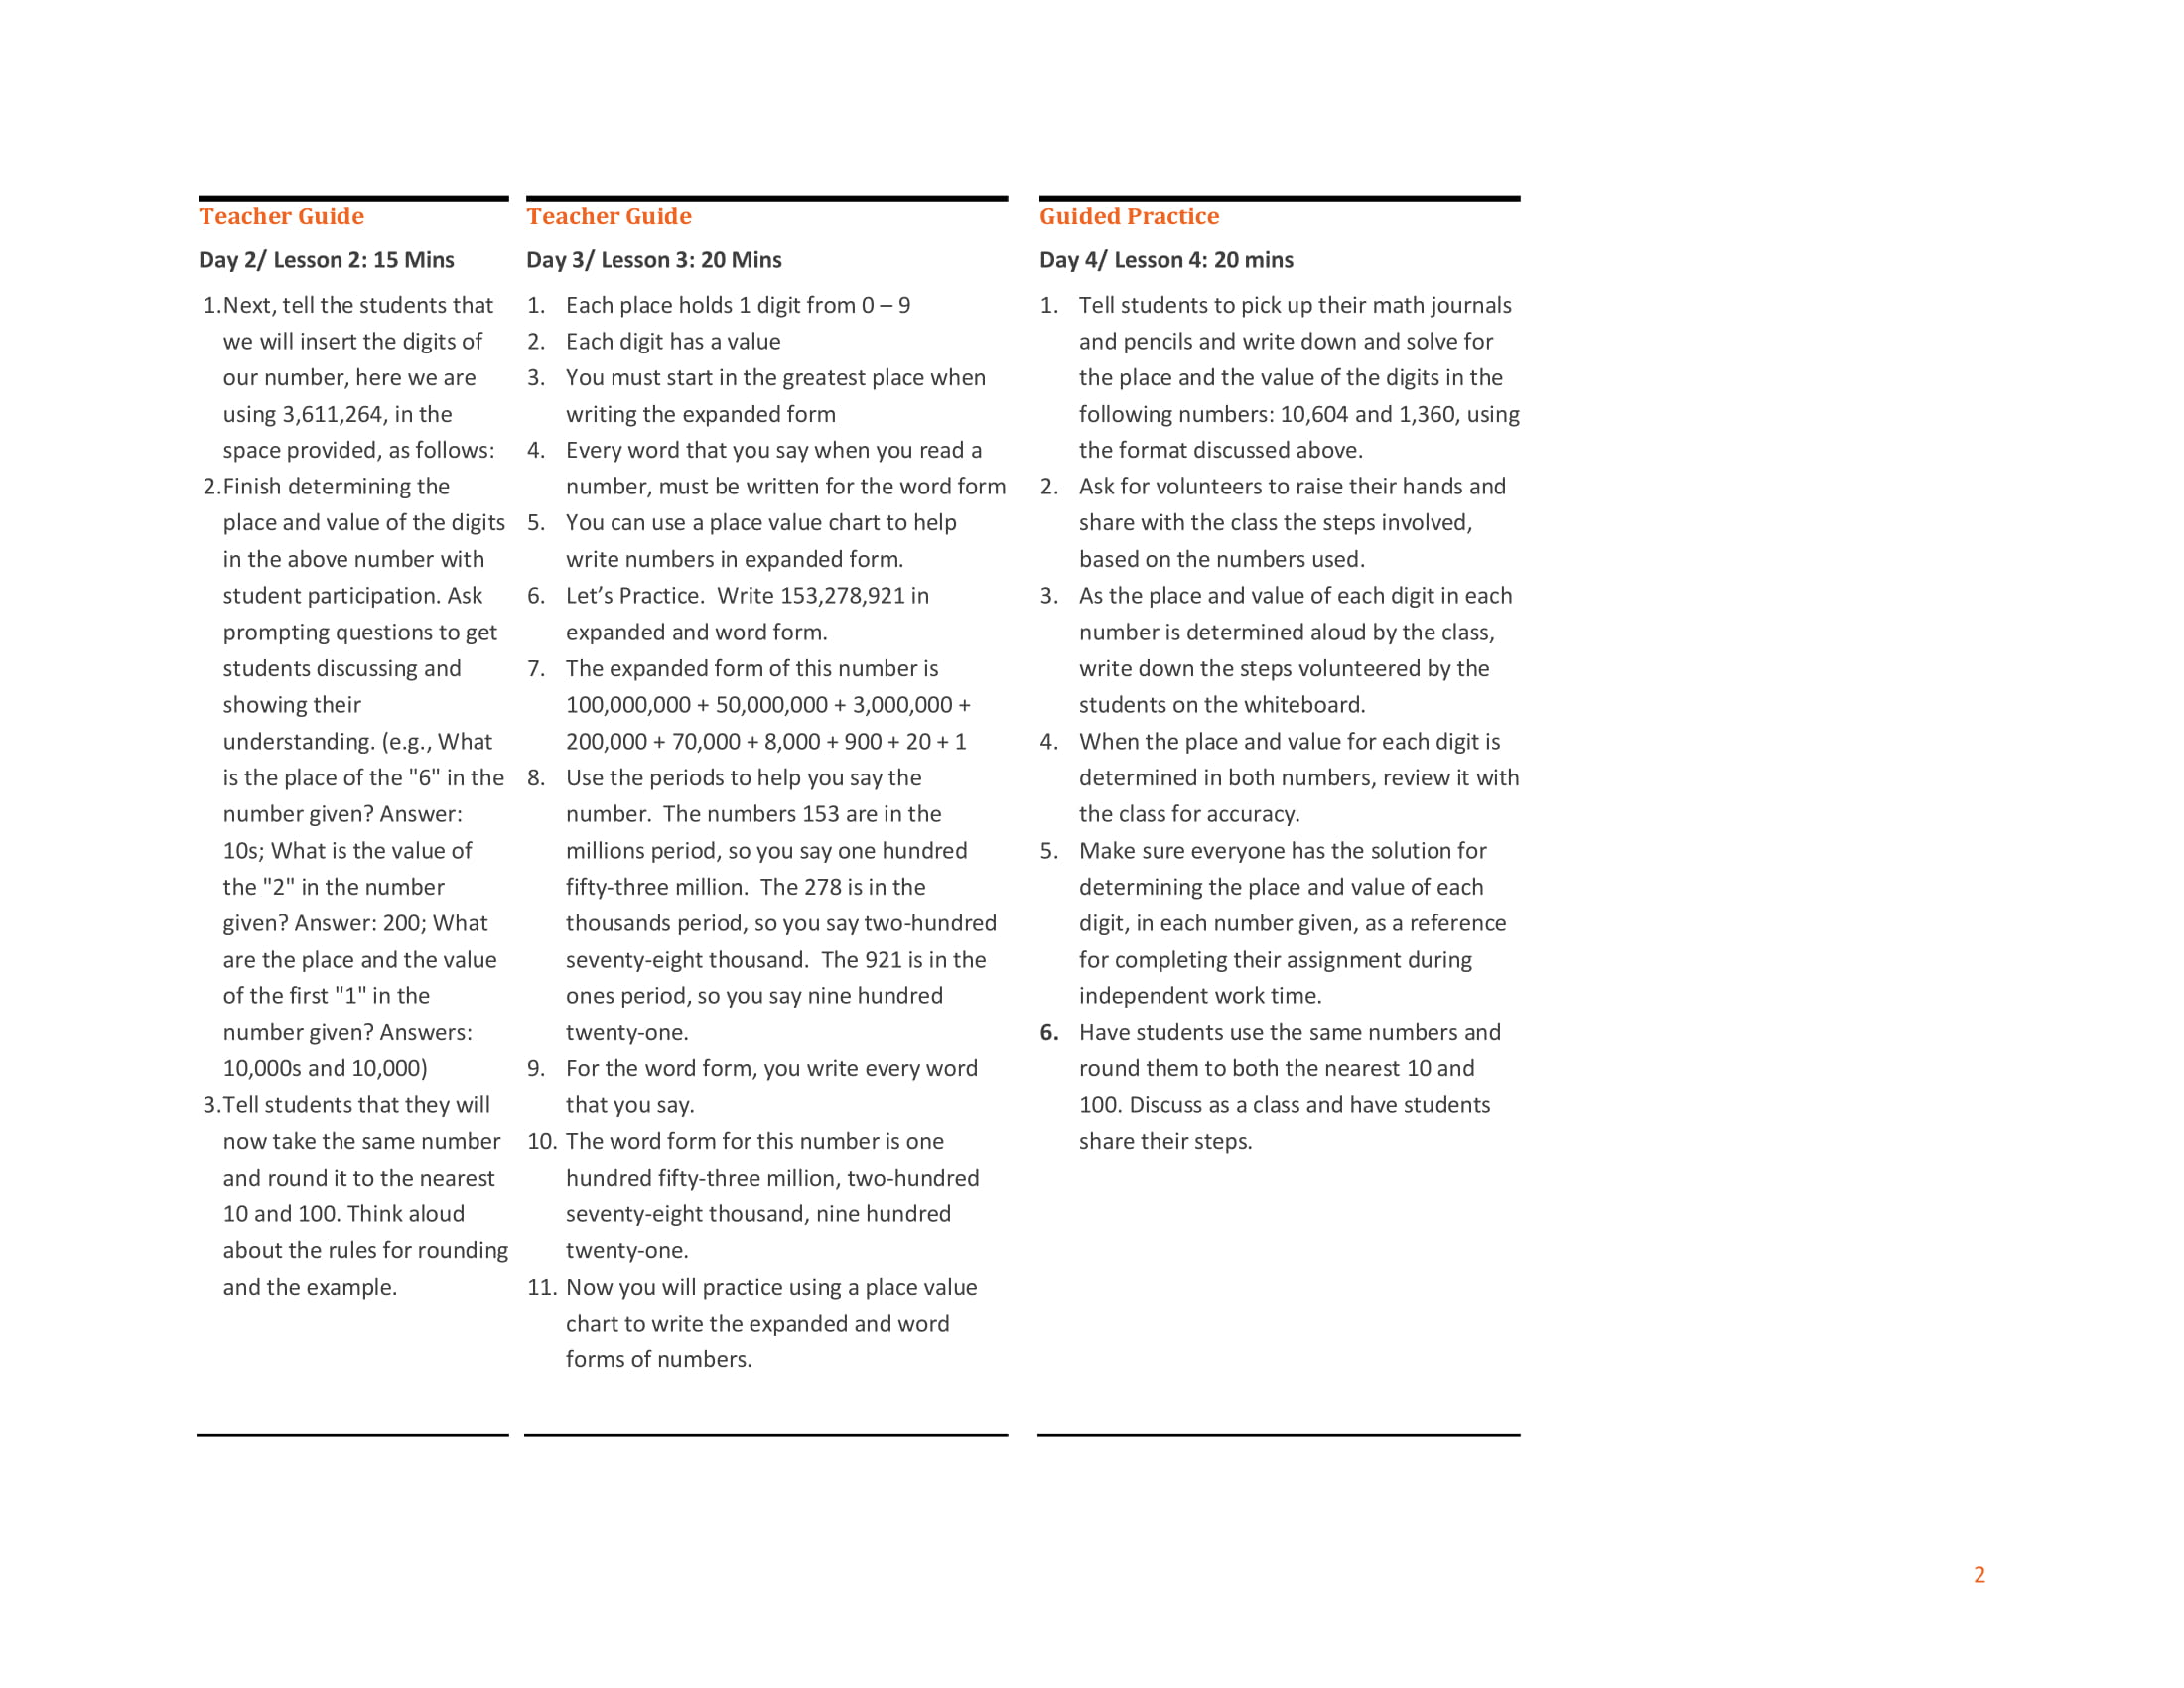 Teacher Guide
Day 2/ Lesson 2: 15 Mins
1.Next, tell the students that
we will insert the digits of
our number, here we are
using 3,611,264, in the
space provided, as follows:
2.Finish determining the
place and value of the digits
in the above number with
student participation. Ask
prompting questions to get
students discussing and
showing their
understanding. (e.g., What
is the place of the "6" in the
number given? Answer:
10s; What is the value of
the "2" in the number
given? Answer: 200; What
are the place and the value
of the first "1" in the
number given? Answers:
10,000s and 10,000)
3.Tell students that they will
now take the same number
and round it to the nearest
10 and 100. Think aloud
about the rules for rounding
and the example.
Teacher Guide
Day 3/ Lesson 3: 20 Mins
1. Each place holds 1 digit from 0 – 9
2. Each digit has a value
3. You must start in the greatest place when
writing the expanded form
4. Every word that you say when you read a
number, must be written for the word form
5. You can use a place value chart to help
write numbers in expanded form.
6. Let’s Practice.  Write 153,278,921 in
expanded and word form.
7. The expanded form of this number is
100,000,000 + 50,000,000 + 3,000,000 +
200,000 + 70,000 + 8,000 + 900 + 20 + 1
8. Use the periods to help you say the
number.  The numbers 153 are in the
millions period, so you say one hundred
fifty-three million.  The 278 is in the
thousands period, so you say two-hundred
seventy-eight thousand.  The 921 is in the
ones period, so you say nine hundred
twenty-one.
9. For the word form, you write every word
that you say.
10. The word form for this number is one
hundred fifty-three million, two-hundred
seventy-eight thousand, nine hundred
twenty-one.
11. Now you will practice using a place value
chart to write the expanded and word
forms of numbers.
Guided Practice
Day 4/ Lesson 4: 20 mins
1. Tell students to pick up their math journals
and pencils and write down and solve for
the place and the value of the digits in the
following numbers: 10,604 and 1,360, using
the format discussed above.
2. Ask for volunteers to raise their hands and
share with the class the steps involved,
based on the numbers used.
3. As the place and value of each digit in each
number is determined aloud by the class,
write down the steps volunteered by the
students on the whiteboard.
4. When the place and value for each digit is
determined in both numbers, review it with
the class for accuracy.
5. Make sure everyone has the solution for
determining the place and value of each
digit, in each number given, as a reference
for completing their assignment during
independent work time.
6. Have students use the same numbers and
round them to both the nearest 10 and
100. Discuss as a class and have students
share their steps.
2